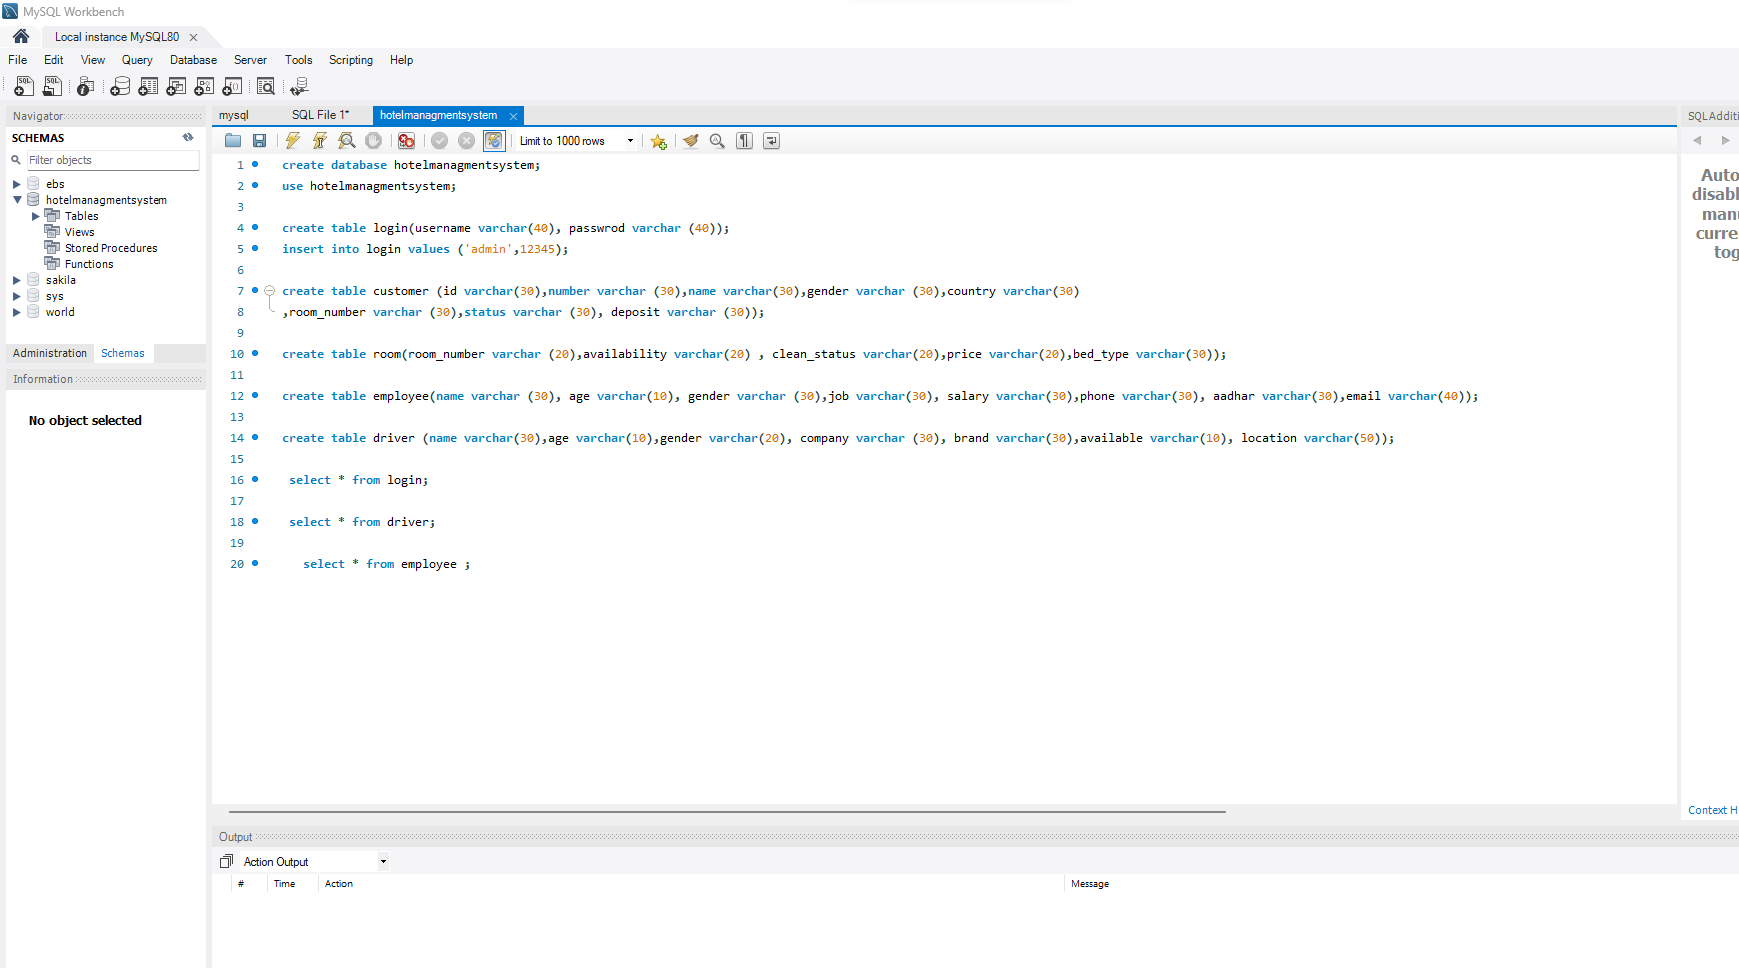 MySQL Workbench
Local instance MySQL80
File Edit View Query Database Server Tools Scripting Help
Navigator
SCHEMAS
Filter objects
ebs
hotelmanagmentsystem
Tables
Views
Stored Procedures
Functions
sakila
sys
world
Administration Schemas
Information
No object selected
mysql SQL File 1* hotelmanagmentsystem
Limit to 1000 rows
1 create database hotelmanagmentsystem;
2 use hotelmanagmentsystem;
3
4 create table login(username varchar(40), passwrod varchar (40));
5 insert into login values ('admin',12345);
6
7 create table customer (id varchar(30),number varchar (30),name varchar(30),gender varchar (30),country varchar(30)
8 ,room_number varchar (30),status varchar (30), deposit varchar (30));
9
10 create table room(room_number varchar (20),availability varchar(20) , clean_status varchar(20),price varchar(20),bed_type varchar(30));
11
12 create table employee(name varchar (30), age varchar(10), gender varchar (30),job varchar(30), salary varchar(30),phone varchar(30), aadhar varchar(30),email varchar(40));
13
14 create table driver (name varchar(30),age varchar(10),gender varchar(20), company varchar (30), brand varchar(30),available varchar(10), location varchar(50));
15
16 select * from login;
17
18 select * from driver;
19
20 select * from employee ;
SQLAdditi
Auto
disabl
manu
curre
tog
Context H
Output
Action Output
# Time Action Message